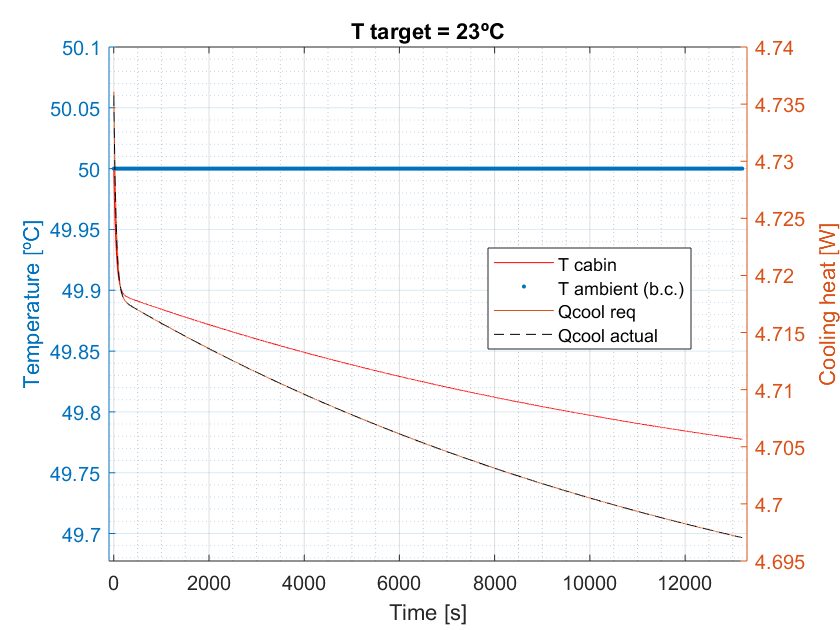 T target = 23ºC
50.1
50.05
50
49.95
49.9
49.85
49.8
49.75
49.7
Temperature [ºC]
4.74
4.735
4.73
4.725
4.72
4.715
4.71
4.705
4.7
4.695
Cooling heat [W]
T cabin
T ambient (b.c.)
Qcool req
Qcool actual
0 2000 4000 6000 8000 10000 12000
Time [s]